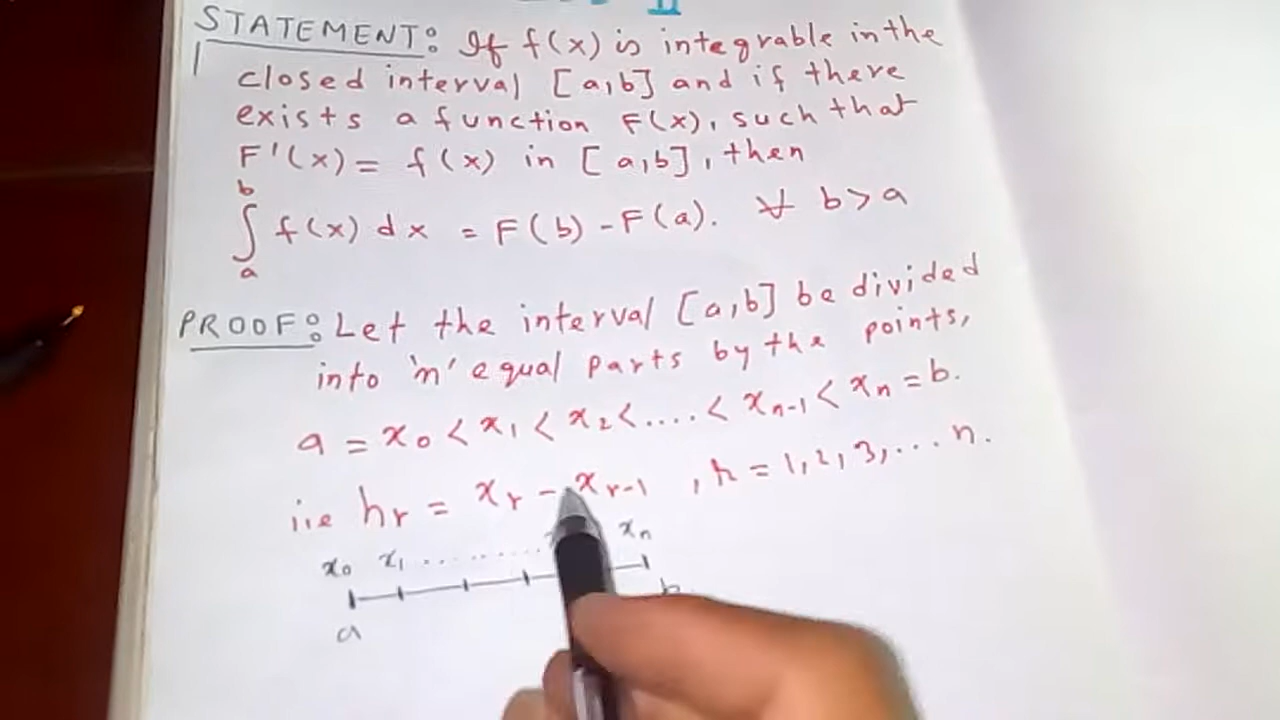 II
STATEMENT: If f(x) is integrable in the
closed interval [a,b] and if there
exists a function F(x), such that
F'(x) = f(x) in [a,b], then
∫ₐᵇ f(x) dx = F(b) - F(a). ∀ b > a
PROOF: Let the interval [a,b] be divided
into 'n' equal parts by the points,
a = x₀ < x₁ < x₂ < .... < xₙ₋₁ < xₙ = b.
i.e hᵣ = xᵣ - xᵣ₋₁ , r = 1, 2, 3, ... n.
x₀ x₁ ......... xₙ
a b